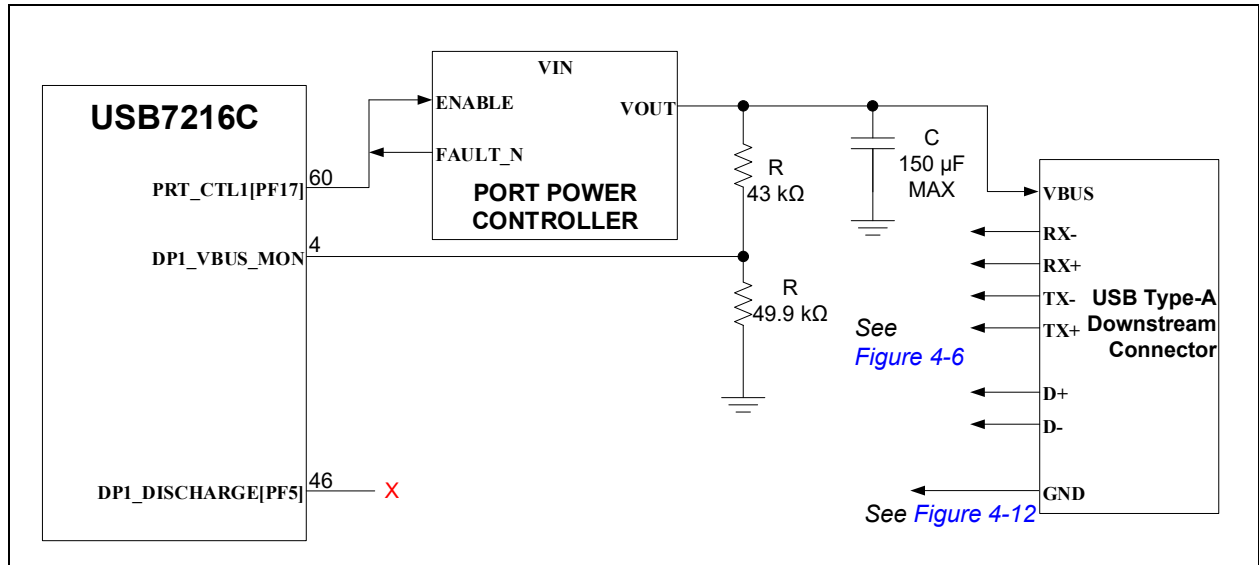 USB7216C
PRT_CTL1[PF17]
60
DP1_VBUS_MON
4
DP1_DISCHARGE[PF5]
46
X
VIN
ENABLE
VOUT
FAULT_N
PORT POWER
CONTROLLER
R
43 kΩ
R
49.9 kΩ
C
150 µF
MAX
See
Figure 4-6
VBUS
RX-
RX+
TX-
TX+
USB Type-A
Downstream
Connector
D+
D-
GND
See Figure 4-12